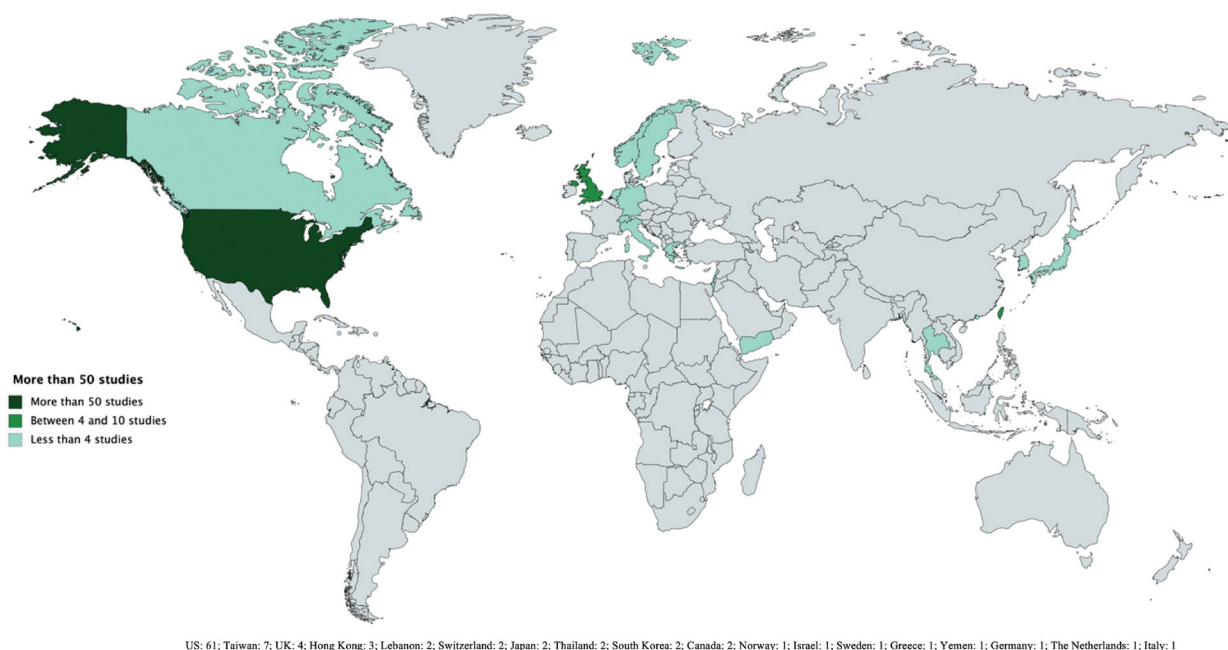 More than 50 studies
More than 50 studies
Between 4 and 10 studies
Less than 4 studies
US: 61; Taiwan: 7; UK: 4; Hong Kong: 3; Lebanon: 2; Switzerland: 2; Japan: 2; Thailand: 2; South Korea: 2; Canada: 2; Norway: 1; Israel: 1; Sweden: 1; Greece: 1; Yemen: 1; Germany: 1; The Netherlands: 1; Italy: 1